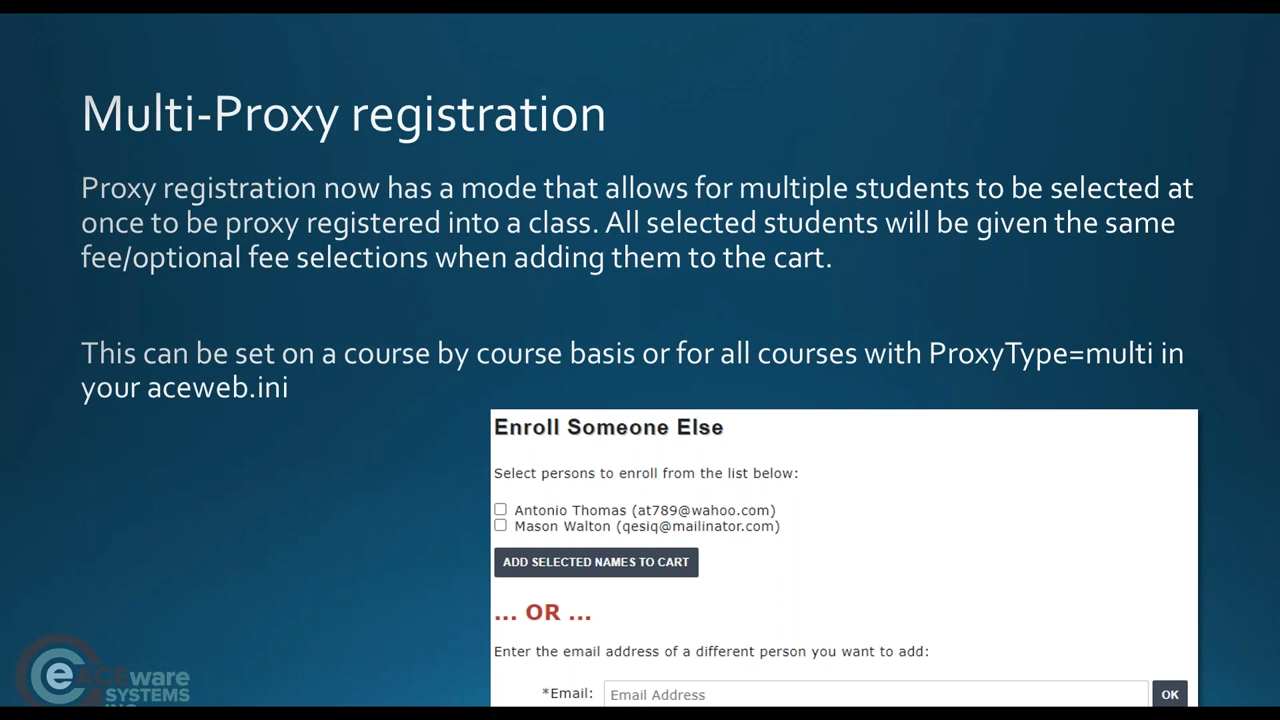 Multi-Proxy registration
Proxy registration now has a mode that allows for multiple students to be selected at
once to be proxy registered into a class. All selected students will be given the same
fee/optional fee selections when adding them to the cart.
This can be set on a course by course basis or for all courses with ProxyType=multi in
your aceweb.ini
Enroll Someone Else
Select persons to enroll from the list below:
Antonio Thomas (at789@wahoo.com)
Mason Walton (qesiq@mailinator.com)
ADD SELECTED NAMES TO CART
... OR ...
Enter the email address of a different person you want to add:
*Email: Email Address OK
e ACEware
SYSTEMS
INC